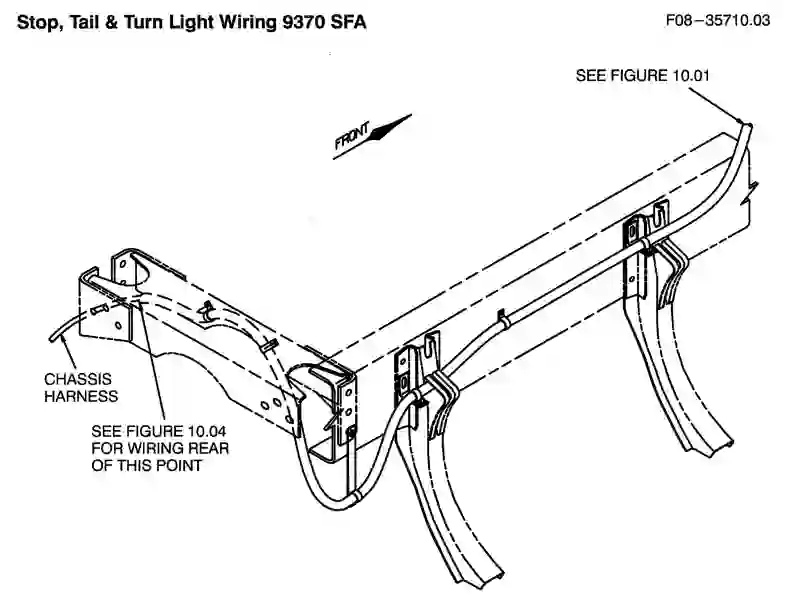 Stop, Tail & Turn Light Wiring 9370 SFA
F08-35710.03
SEE FIGURE 10.01
FRONT
CHASSIS
HARNESS
SEE FIGURE 10.04
FOR WIRING REAR
OF THIS POINT